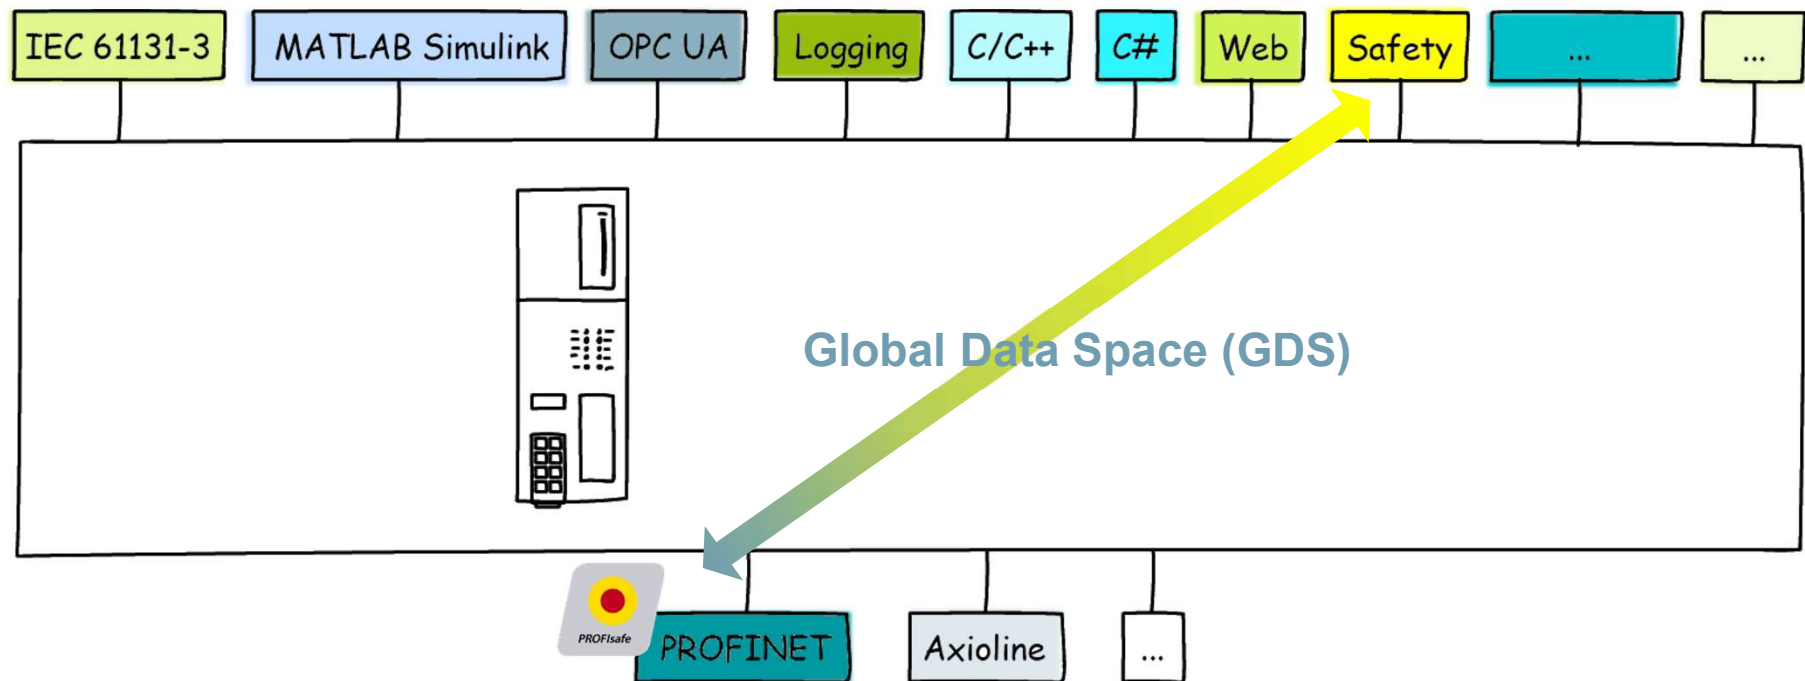 IEC 61131-3
MATLAB Simulink
OPC UA
Logging
C/C++
C#
Web
Safety
...
...
Global Data Space (GDS)
PROFIsafe
PROFINET
Axioline
...